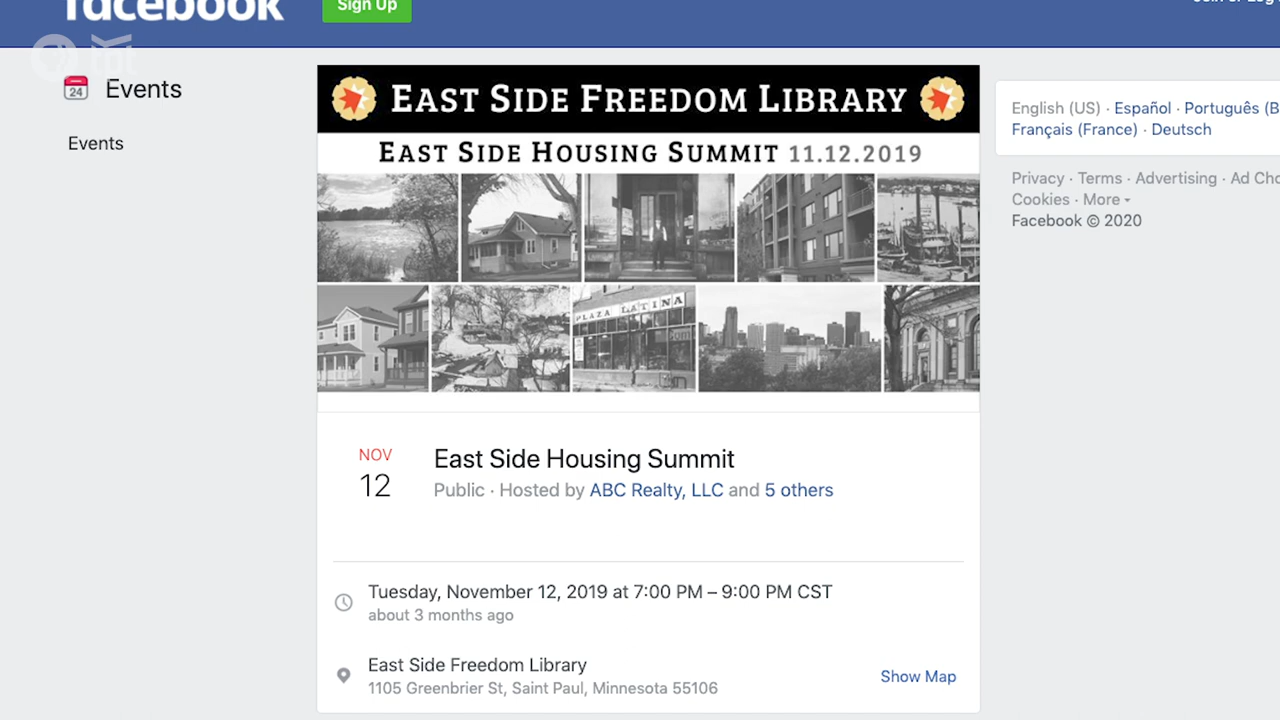 facebook
Sign Up
24
Events
Events
EAST SIDE FREEDOM LIBRARY
EAST SIDE HOUSING SUMMIT 11.12.2019
PLAZA LATINA
NOV
12
East Side Housing Summit
Public · Hosted by ABC Realty, LLC and 5 others
Tuesday, November 12, 2019 at 7:00 PM – 9:00 PM CST
about 3 months ago
East Side Freedom Library
1105 Greenbrier St, Saint Paul, Minnesota 55106
Show Map
English (US) · Español · Português (B
Français (France) · Deutsch
Privacy · Terms · Advertising · Ad Cho
Cookies · More
Facebook © 2020